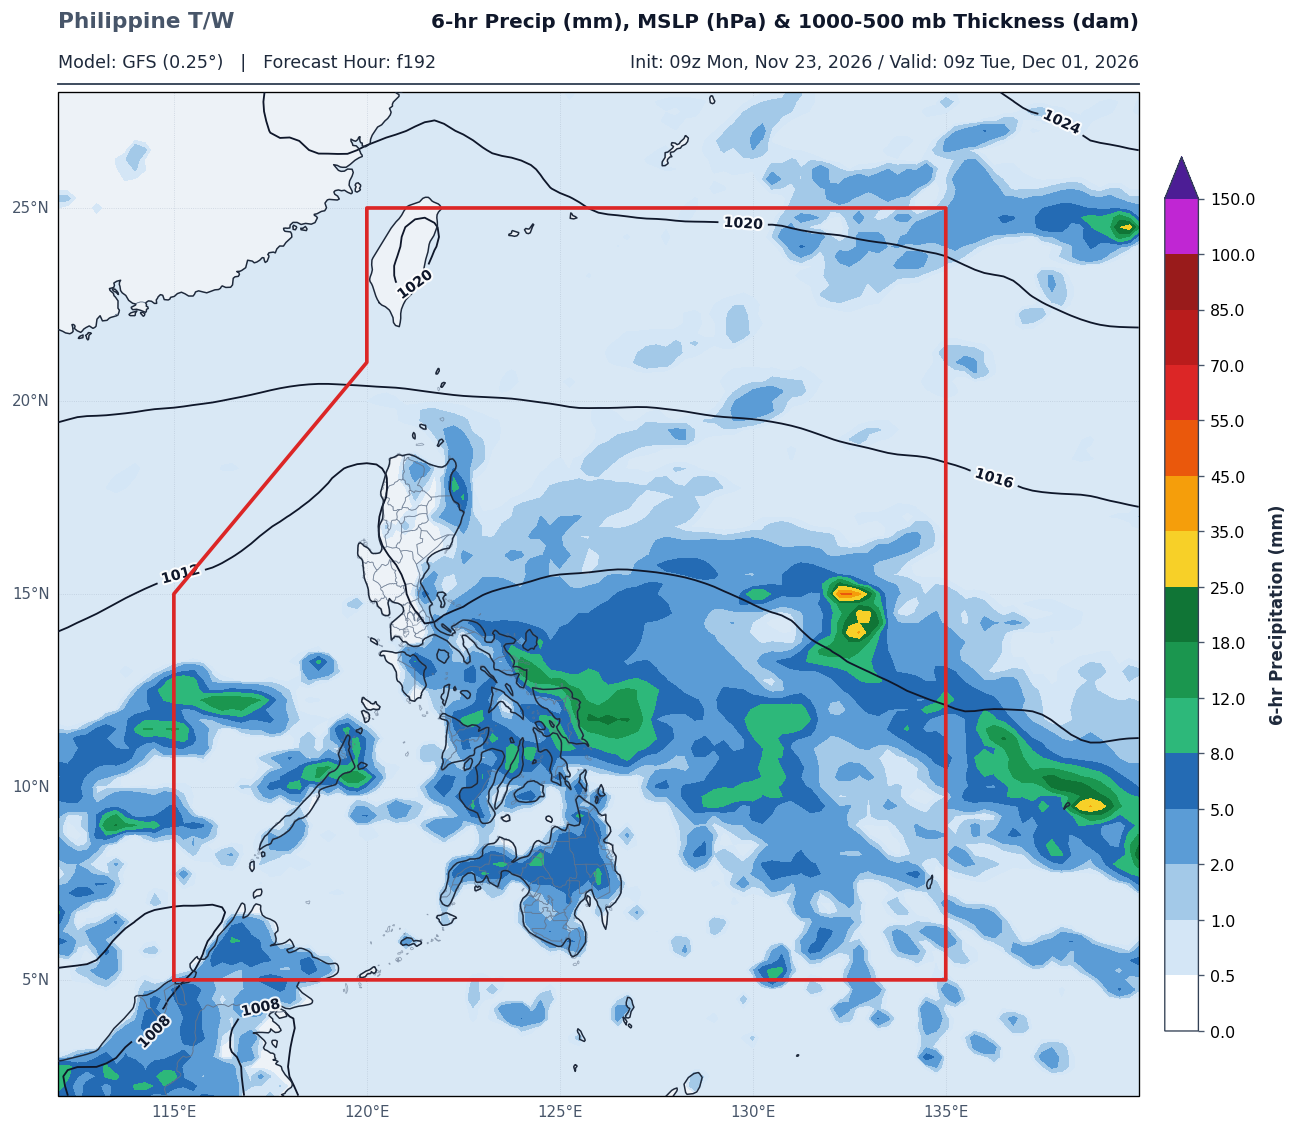 Philippine T/W
6-hr Precip (mm), MSLP (hPa) & 1000-500 mb Thickness (dam)
Model: GFS (0.25°) | Forecast Hour: f192
Init: 09z Mon, Nov 23, 2026 / Valid: 09z Tue, Dec 01, 2026
1024
1020
1020
1016
1012
1008
1008
25°N
20°N
15°N
10°N
5°N
115°E
120°E
125°E
130°E
135°E
150.0
100.0
85.0
70.0
55.0
45.0
35.0
25.0
18.0
12.0
8.0
5.0
2.0
1.0
0.5
0.0
6-hr Precipitation (mm)